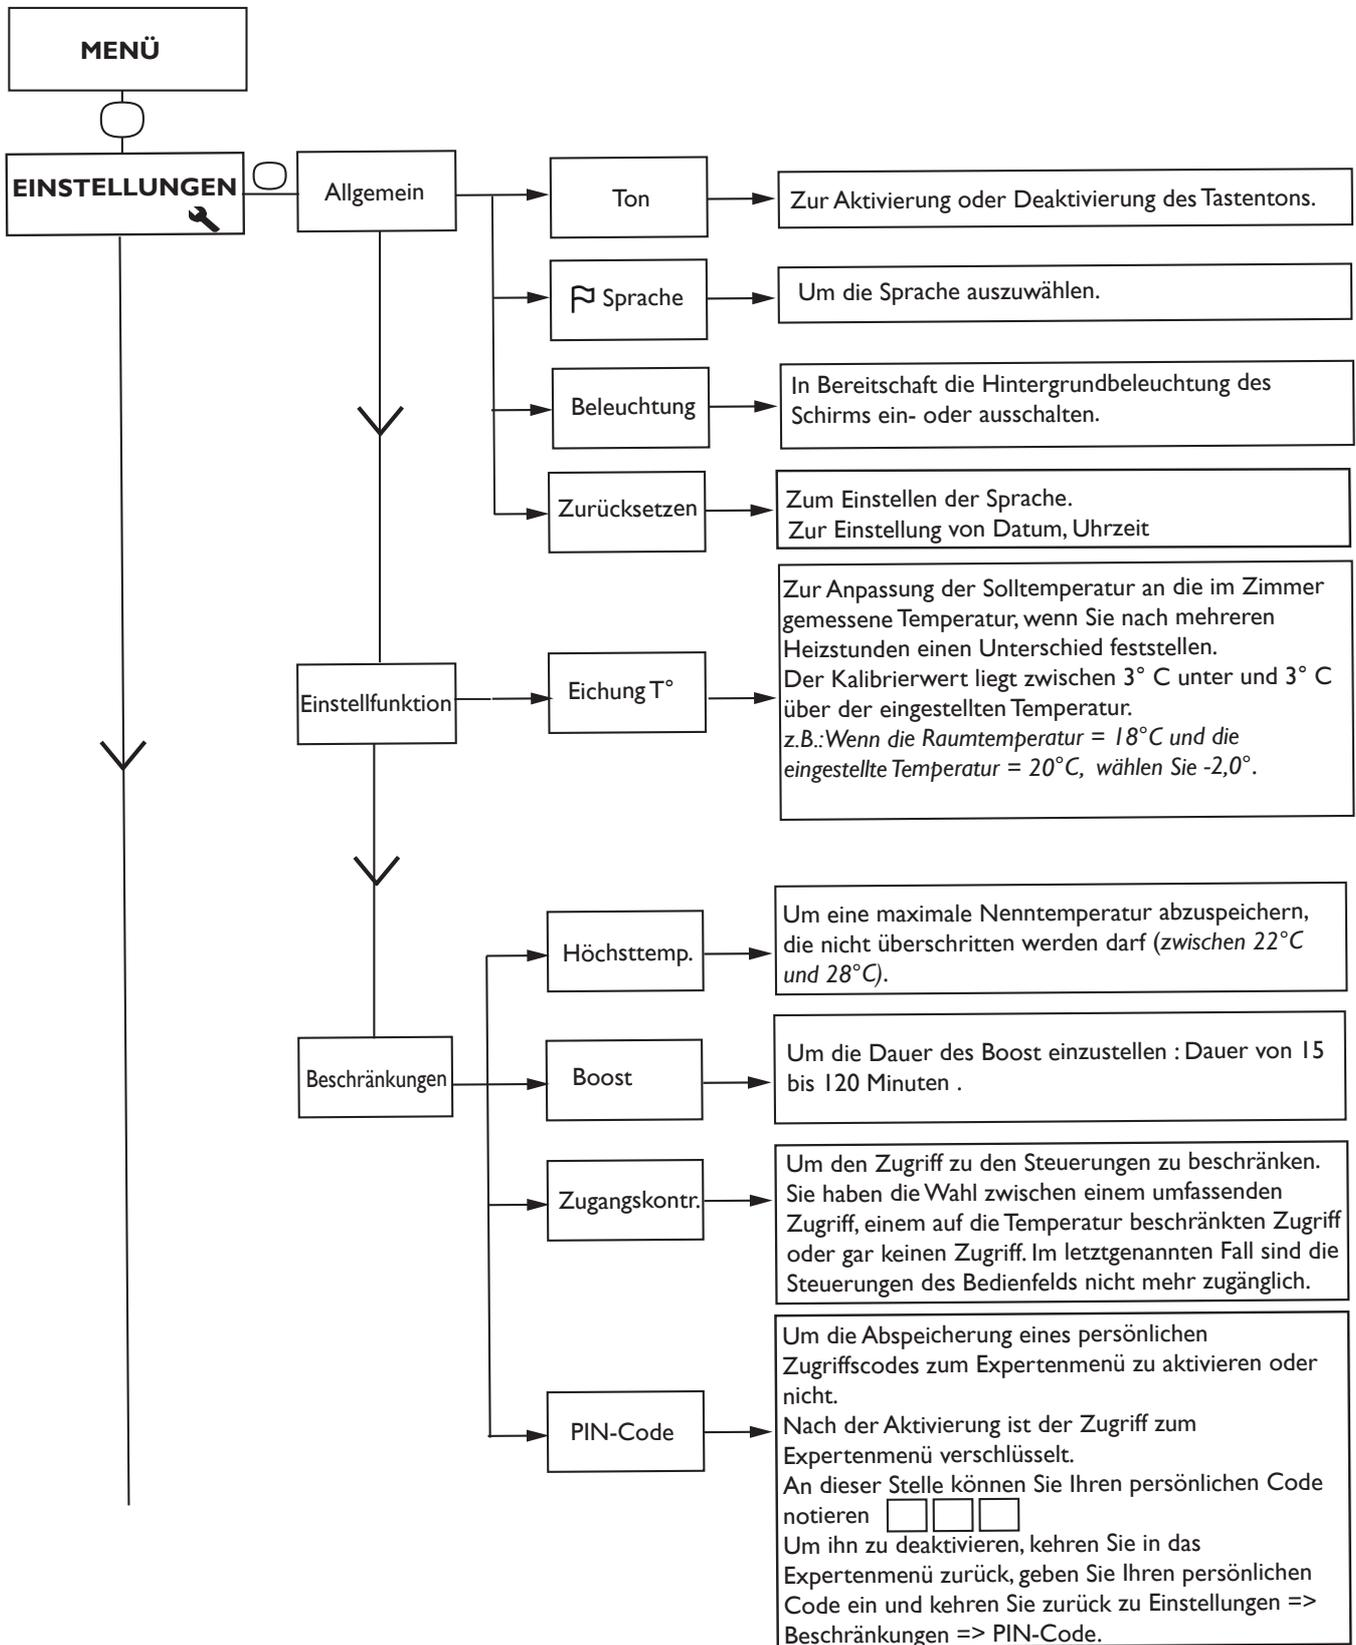 MENÜ
EINSTELLUNGEN
Allgemein
Ton
Zur Aktivierung oder Deaktivierung des Tastentons.
Sprache
Um die Sprache auszuwählen.
Beleuchtung
In Bereitschaft die Hintergrundbeleuchtung des
Schirms ein- oder ausschalten.
Zurücksetzen
Zum Einstellen der Sprache.
Zur Einstellung von Datum, Uhrzeit
Einstellfunktion
Eichung T°
Zur Anpassung der Solltemperatur an die im Zimmer
gemessene Temperatur, wenn Sie nach mehreren
Heizstunden einen Unterschied feststellen.
Der Kalibrierwert liegt zwischen 3° C unter und 3° C
über der eingestellten Temperatur.
z.B.: Wenn die Raumtemperatur = 18°C und die
eingestellte Temperatur = 20°C, wählen Sie -2,0°.
Beschränkungen
Höchsttemp.
Um eine maximale Nenntemperatur abzuspeichern,
die nicht überschritten werden darf (zwischen 22°C
und 28°C).
Boost
Um die Dauer des Boost einzustellen : Dauer von 15
bis 120 Minuten .
Zugangskontr.
Um den Zugriff zu den Steuerungen zu beschränken.
Sie haben die Wahl zwischen einem umfassenden
Zugriff, einem auf die Temperatur beschränkten Zugriff
oder gar keinen Zugriff. Im letztgenannten Fall sind die
Steuerungen des Bedienfelds nicht mehr zugänglich.
PIN-Code
Um die Abspeicherung eines persönlichen
Zugriffscodes zum Expertenmenü zu aktivieren oder
nicht.
Nach der Aktivierung ist der Zugriff zum
Expertenmenü verschlüsselt.
An dieser Stelle können Sie Ihren persönlichen Code
notieren
Um ihn zu deaktivieren, kehren Sie in das
Expertenmenü zurück, geben Sie Ihren persönlichen
Code ein und kehren Sie zurück zu Einstellungen =>
Beschränkungen => PIN-Code.